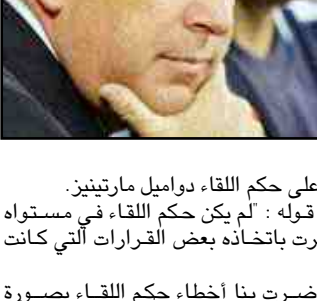 على حكم اللقاء دواميل مارتينيز.
قوله : "لم يكن حكم اللقاء في مستواه
رت باتخاذه بعض القرارات التي كانت
ضرت بنا أخطاء حكم اللقاء بصورة